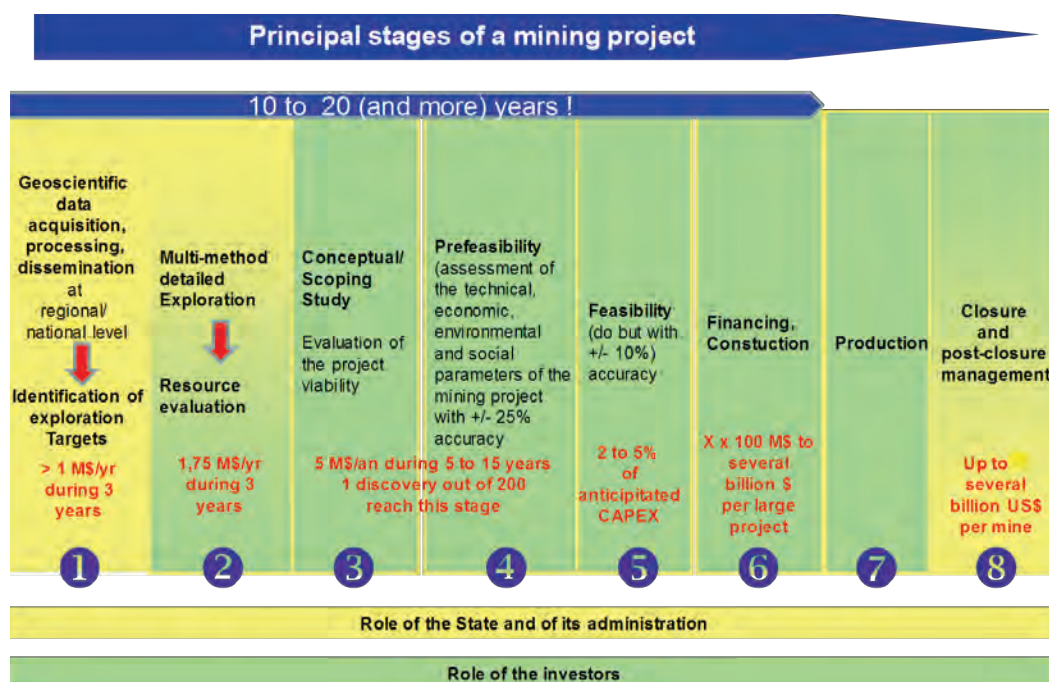 Principal stages of a mining project
10 to 20 (and more) years !
Geoscientific
data
acquisition,
processing,
dissemination
at
regional/
national level
Identification of
exploration
Targets
> 1 M$/yr
during 3
years
1
Multi-method
detailed
Exploration
Resource
evaluation
1,75 M$/yr
during 3
years
2
Conceptual/
Scoping
Study
Evaluation of
the project
viability
Prefeasibility
(assessment of
the technical,
economic,
environmental
and social
parameters of the
mining project
with +/- 25%
accuracy
5 M$/an during 5 to 15 years
1 discovery out of 200
reach this stage
3
4
Feasibility
(do but with
+/- 10%)
accuracy
2 to 5%
of
anticipitated
CAPEX
5
Financing,
Constuction
X x 100 M$ to
several
billion $
per large
project
6
Production
7
Closure
and
post-closure
management
Up to
several
billion US$
per mine
8
Role of the State and of its administration
Role of the investors